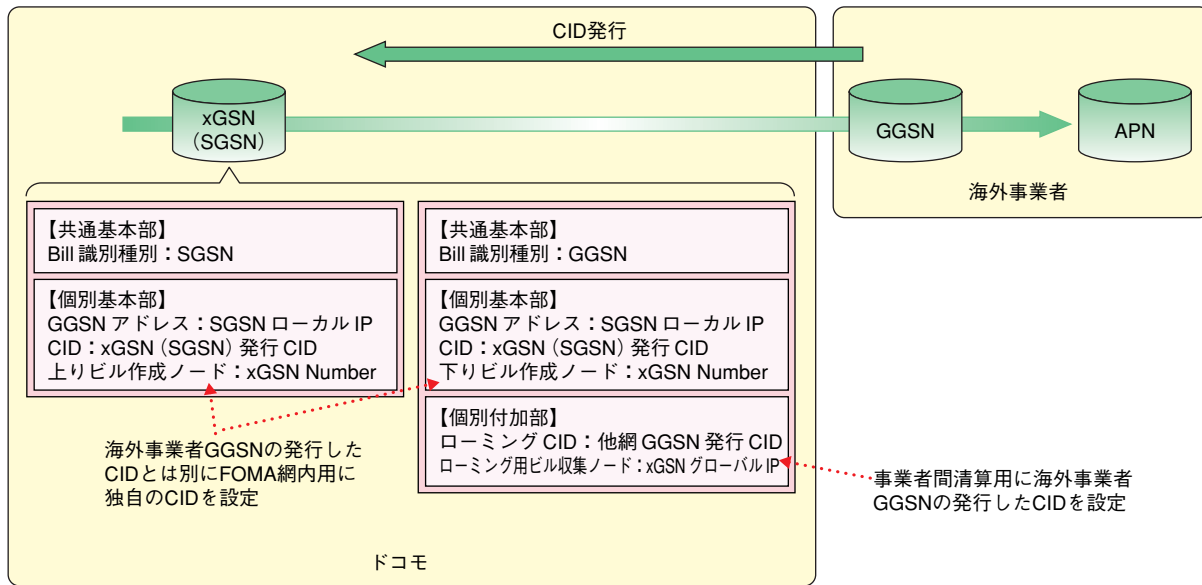 CID発行
xGSN
（SGSN）
GGSN
APN
海外事業者
【共通基本部】
Bill 識別種別：SGSN
【個別基本部】
GGSN アドレス：SGSN ローカル IP
CID：xGSN（SGSN）発行 CID
上りビル作成ノード：xGSN Number
【共通基本部】
Bill 識別種別：GGSN
【個別基本部】
GGSN アドレス：SGSN ローカル IP
CID：xGSN（SGSN）発行 CID
下りビル作成ノード：xGSN Number
【個別付加部】
ローミング CID：他網 GGSN 発行 CID
ローミング用ビル収集ノード：xGSN グローバル IP
海外事業者GGSNの発行した
CIDとは別にFOMA網内用に
独自のCIDを設定
事業者間清算用に海外事業者
GGSNの発行したCIDを設定
ドコモ